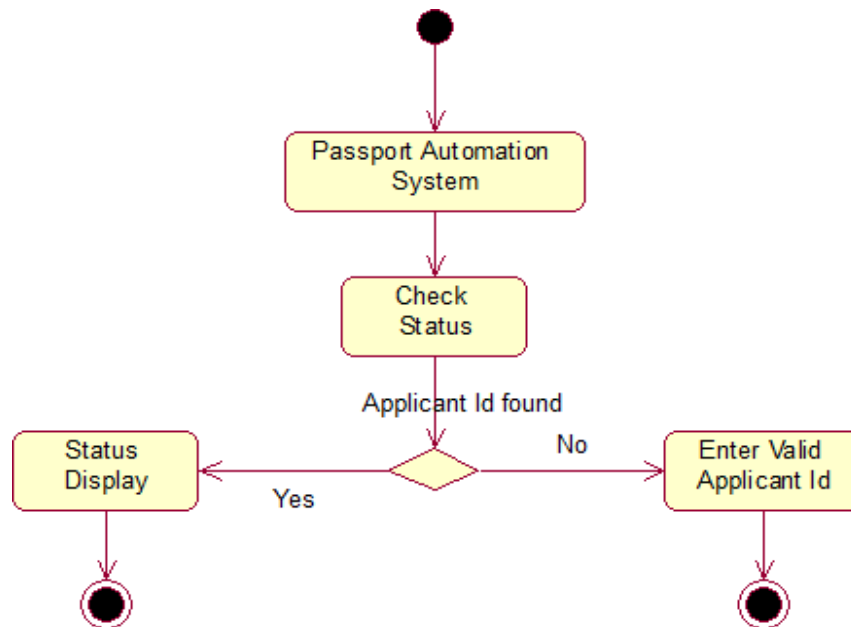 Passport Automation
System
Check
Status
Applicant Id found
Status
Display
Yes
No
Enter Valid
Applicant Id